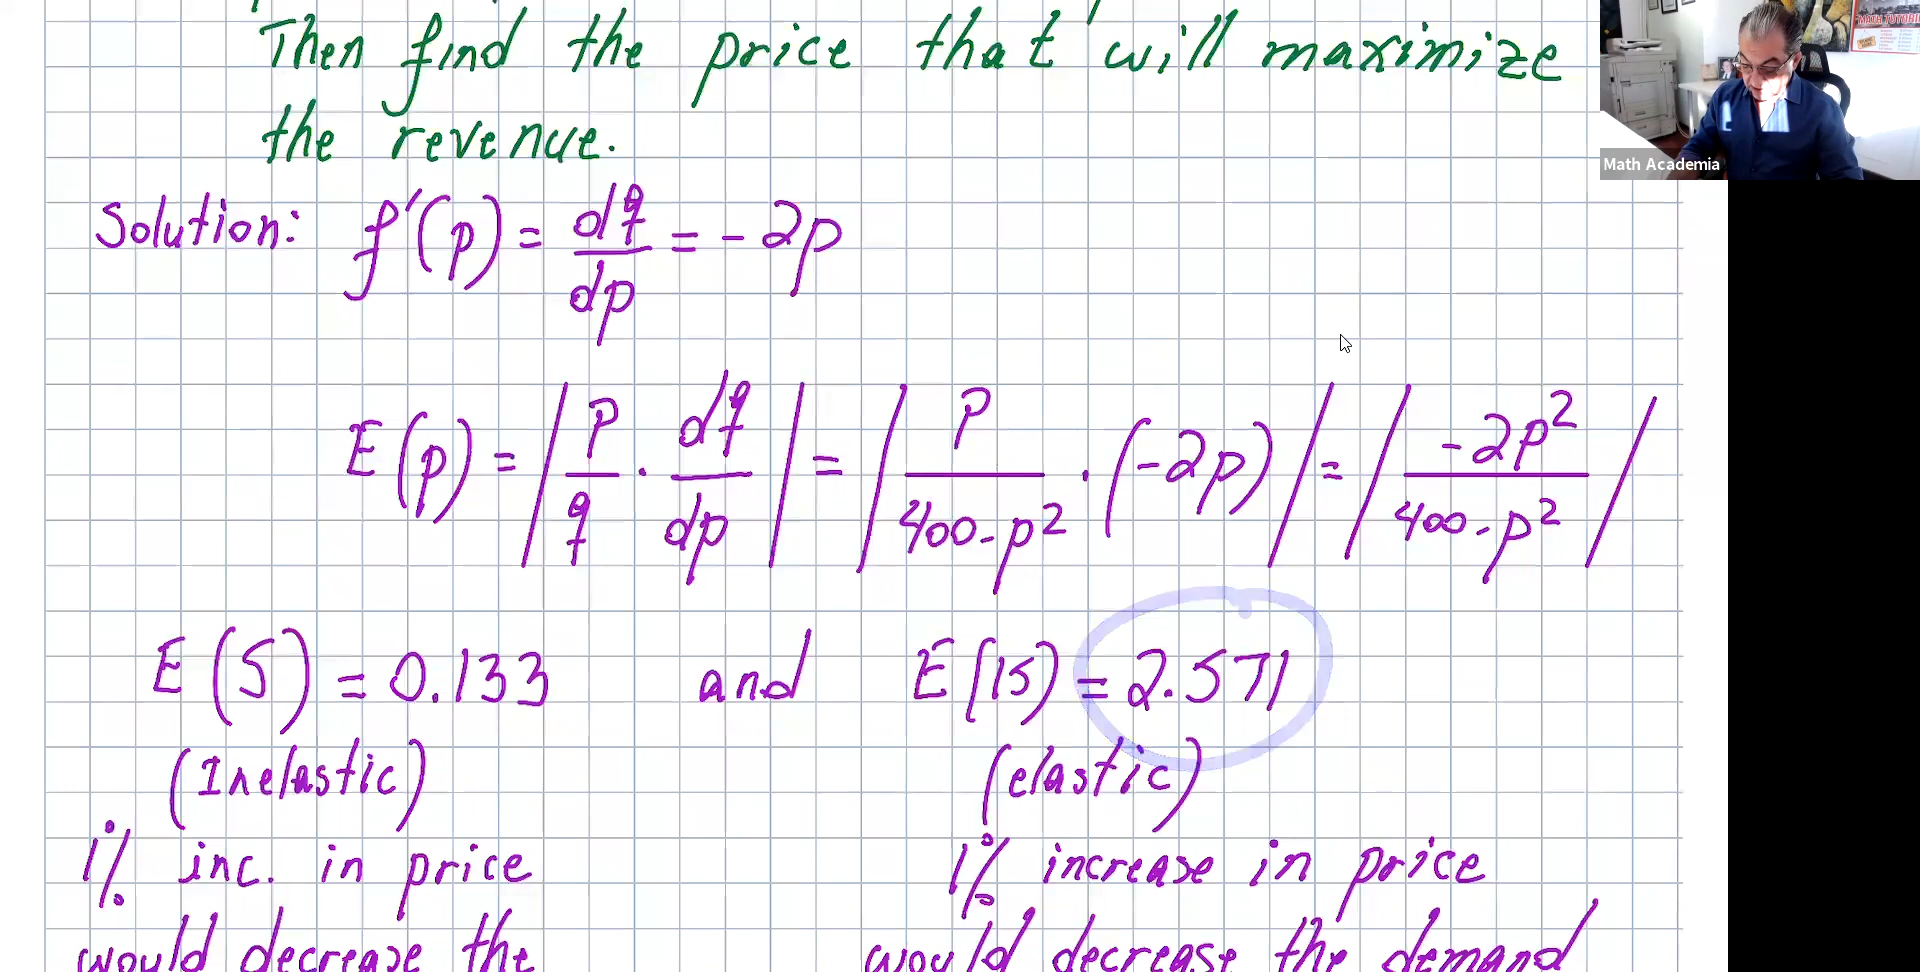 Then find the price that will maximize
the revenue.
MATH TUTORI
Math Academia
Solution: f'(p) = dq/dp = -2p
E(p) = |p/q · dq/dp| = |p/(400-p²) · (-2p)| = |-2p²/(400-p²)|
E(5) = 0.133 and E(15) = 2.571
(Inelastic) (elastic)
1% inc. in price 1% increase in price
would decrease the would decrease the demand